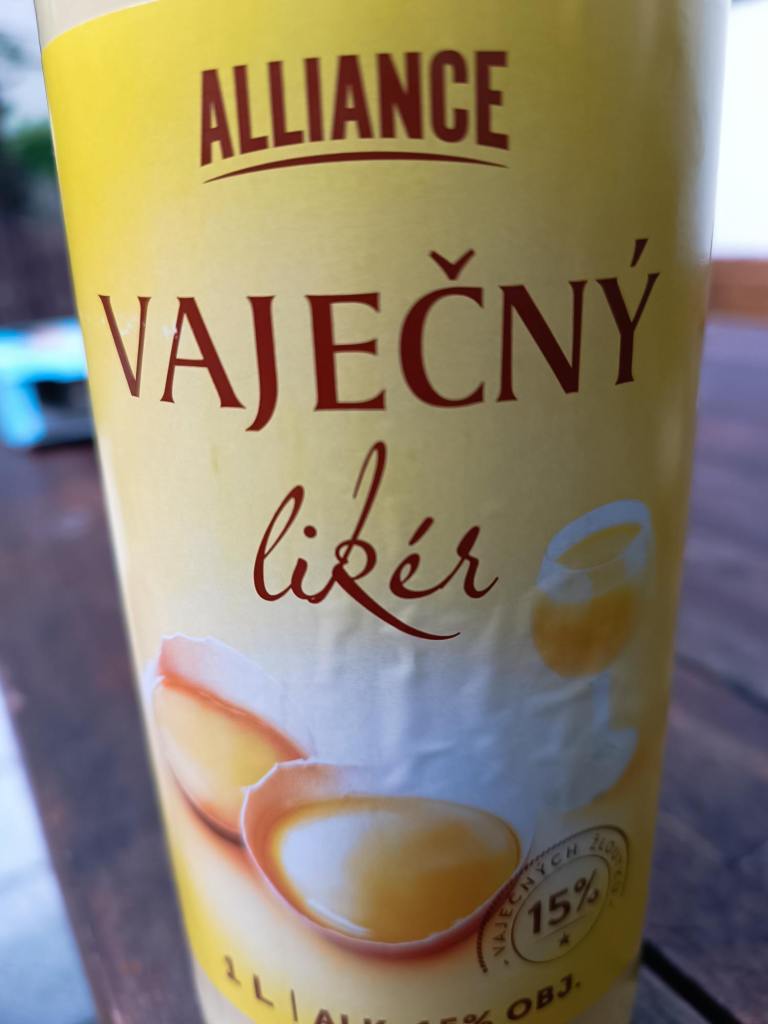 ALLIANCE
VAJEČNÝ
likér
VAJEČNÝCH ŽLOUTKŮ
15%
1 L | ALK. 15% OBJ.